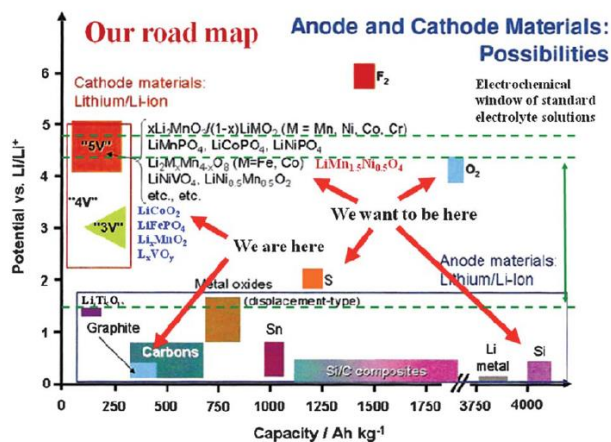 Our road map
Anode and Cathode Materials:
Possibilities
Cathode materials:
Lithium/Li-ion
F₂
Electrochemical
window of standard
electrolyte solutions
"5V"
xLi₂MnO₃/(1-x)LiMO₂ (M = Mn, Ni, Co, Cr)
LiMnPO₄, LiCoPO₄, LiNiPO₄
Li₂MₓMn₄₋ₓO₈ (M=Fe, Co)
LiMn₁.₅Ni₀.₅O₄
LiNiVO₄, LiNi₀.₅Mn₀.₅O₂
etc., etc.
O₂
"4V"
"3V"
LiCoO₂
LiFePO₄
LiₓMnO₂
LₓVOᵧ
We are here
We want to be here
Anode materials:
Lithium/Li-Ion
Metal oxides
(displacement-type)
S
Graphite
Carbons
Sn
Si/C composites
Li
metal
Si
Potential vs. Li/Li⁺
6
5
4
3
2
1
0
0
250
500
750
1000
1250
1500
1750
3750
4000
Capacity / Ah kg⁻¹